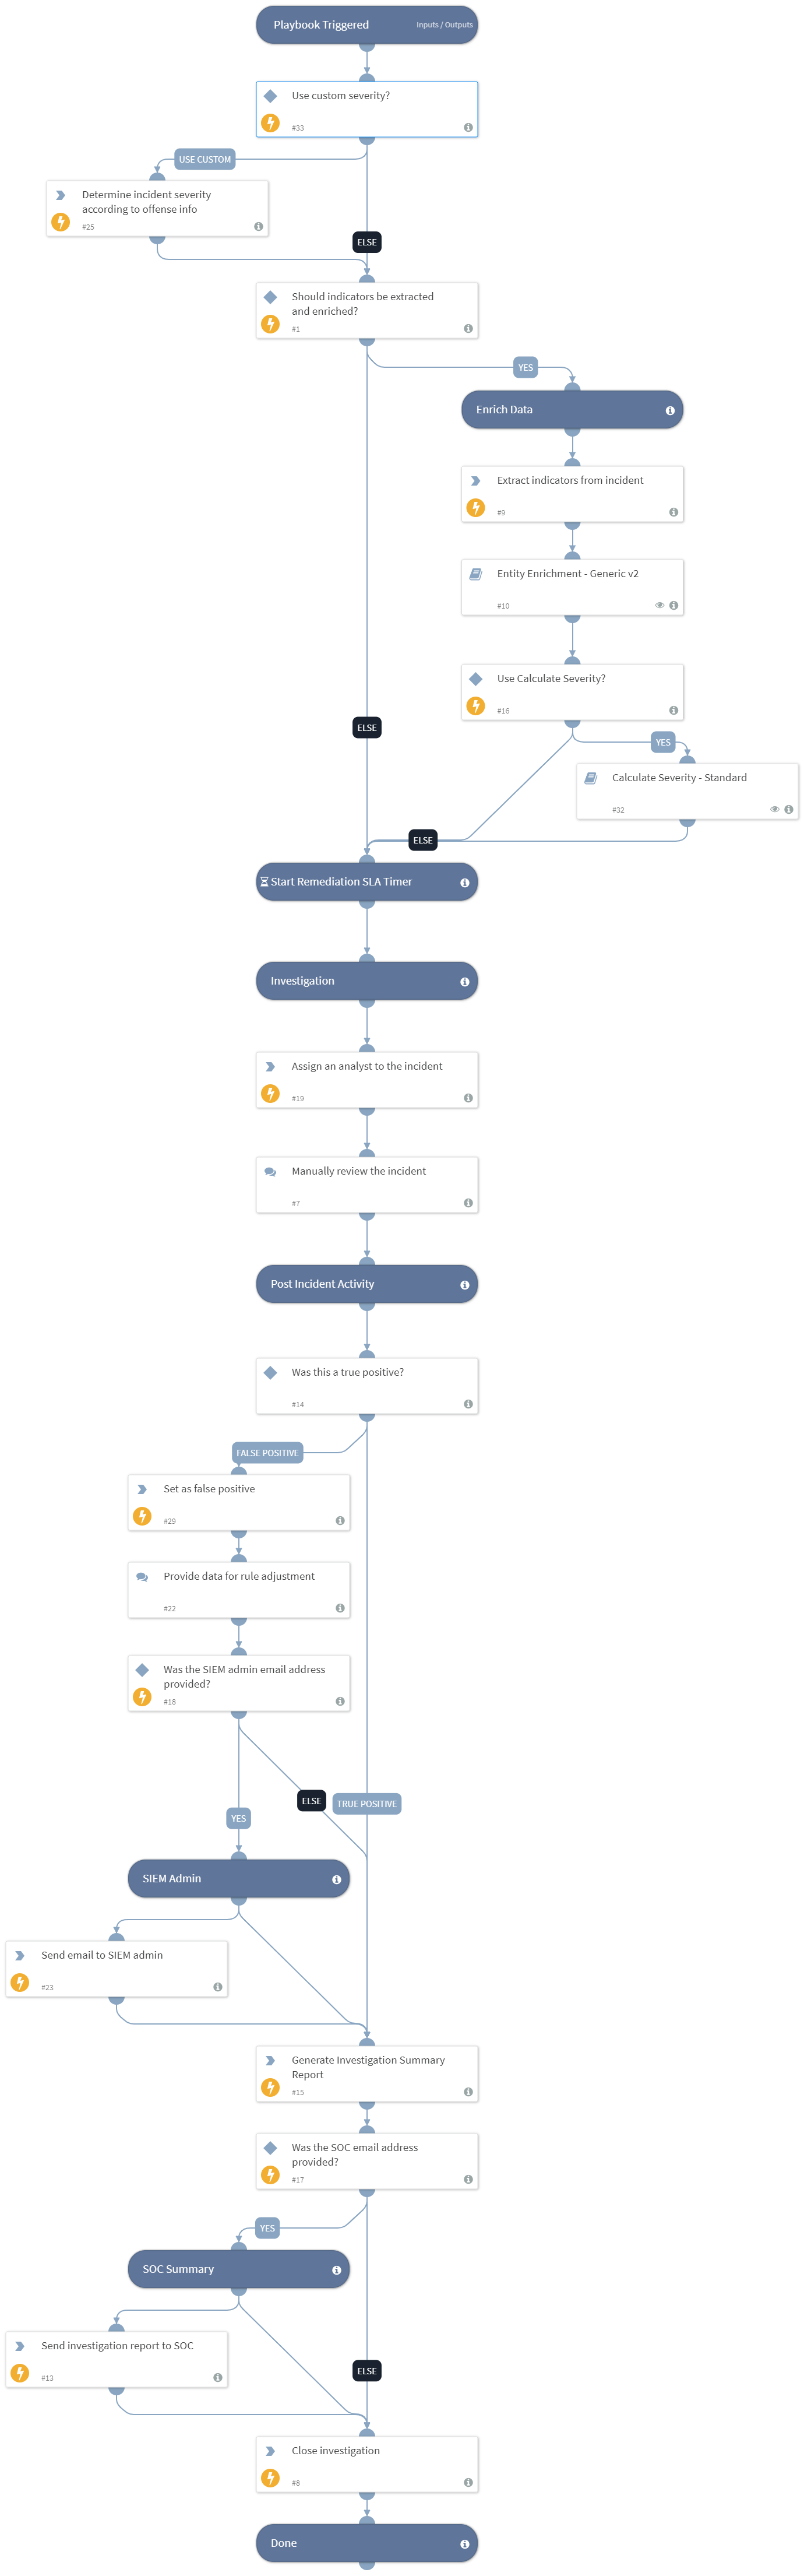 Playbook Triggered
Inputs / Outputs
Use custom severity?
#33
USE CUSTOM
Determine incident severity
according to offense info
#25
ELSE
Should indicators be extracted
and enriched?
#1
YES
Enrich Data
Extract indicators from incident
#9
Entity Enrichment - Generic v2
#10
Use Calculate Severity?
#16
ELSE
YES
Calculate Severity - Standard
#32
ELSE
Start Remediation SLA Timer
Investigation
Assign an analyst to the incident
#19
Manually review the incident
#7
Post Incident Activity
Was this a true positive?
#14
FALSE POSITIVE
Set as false positive
#29
Provide data for rule adjustment
#22
Was the SIEM admin email address
provided?
#18
ELSE
TRUE POSITIVE
YES
SIEM Admin
Send email to SIEM admin
#23
Generate Investigation Summary
Report
#15
Was the SOC email address
provided?
#17
YES
SOC Summary
Send investigation report to SOC
#13
ELSE
Close investigation
#8
Done